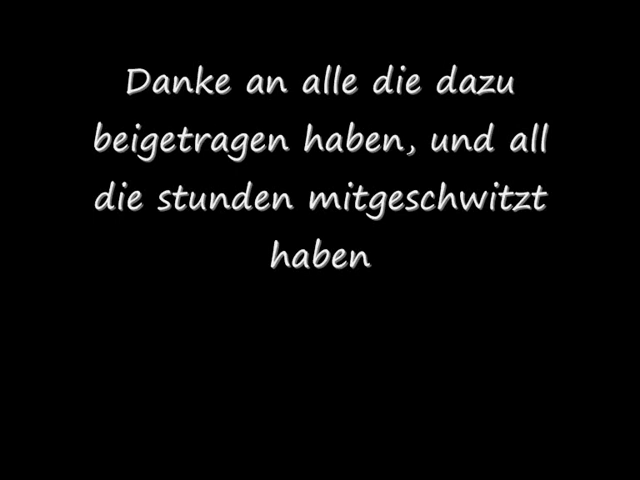 Danke an alle die dazu
beigetragen haben, und all
die stunden mitgeschwitzt
haben